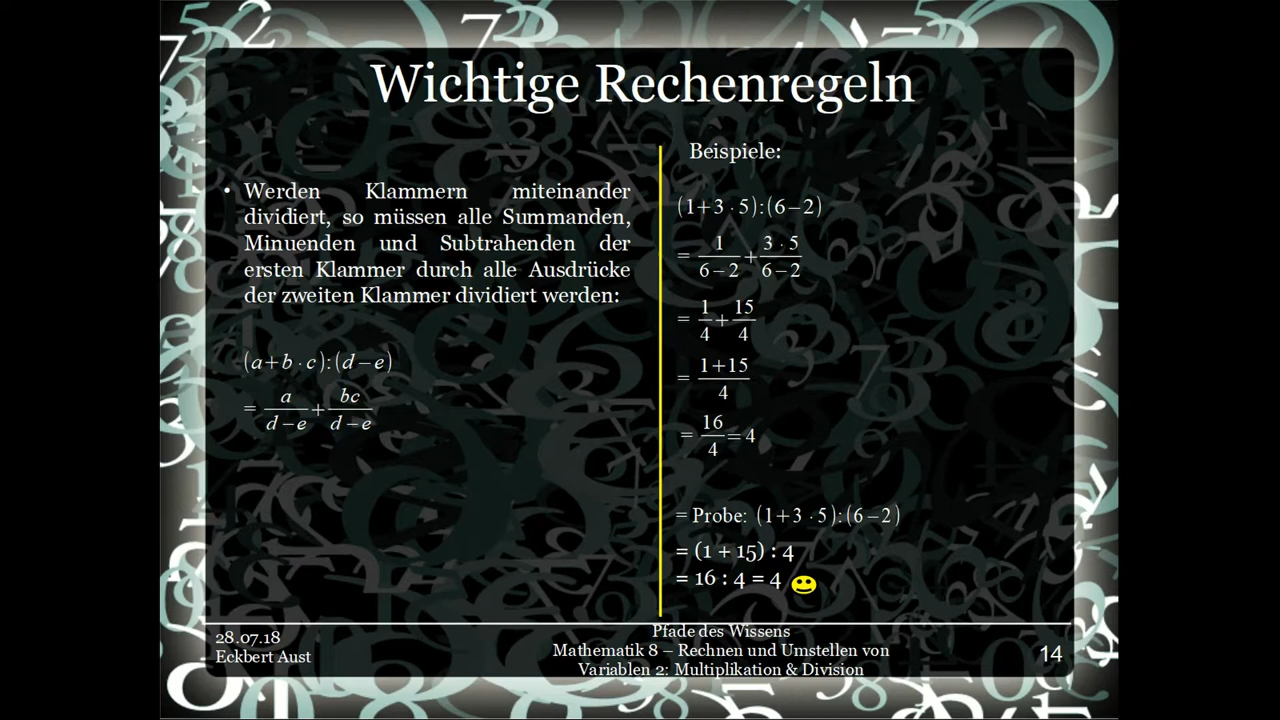 Wichtige Rechenregeln
• Werden Klammern miteinander
dividiert, so müssen alle Summanden,
Minuenden und Subtrahenden der
ersten Klammer durch alle Ausdrücke
der zweiten Klammer dividiert werden:
(a+b·c):(d−e)
= a/(d−e) + bc/(d−e)
Beispiele:
(1+3·5):(6−2)
= 1/(6−2) + (3·5)/(6−2)
= 1/4 + 15/4
= (1+15)/4
= 16/4 = 4
= Probe: (1+3·5):(6−2)
= (1 + 15) : 4
= 16 : 4 = 4
28.07.18
Eckbert Aust
Pfade des Wissens
Mathematik 8 – Rechnen und Umstellen von
Variablen 2: Multiplikation & Division
14